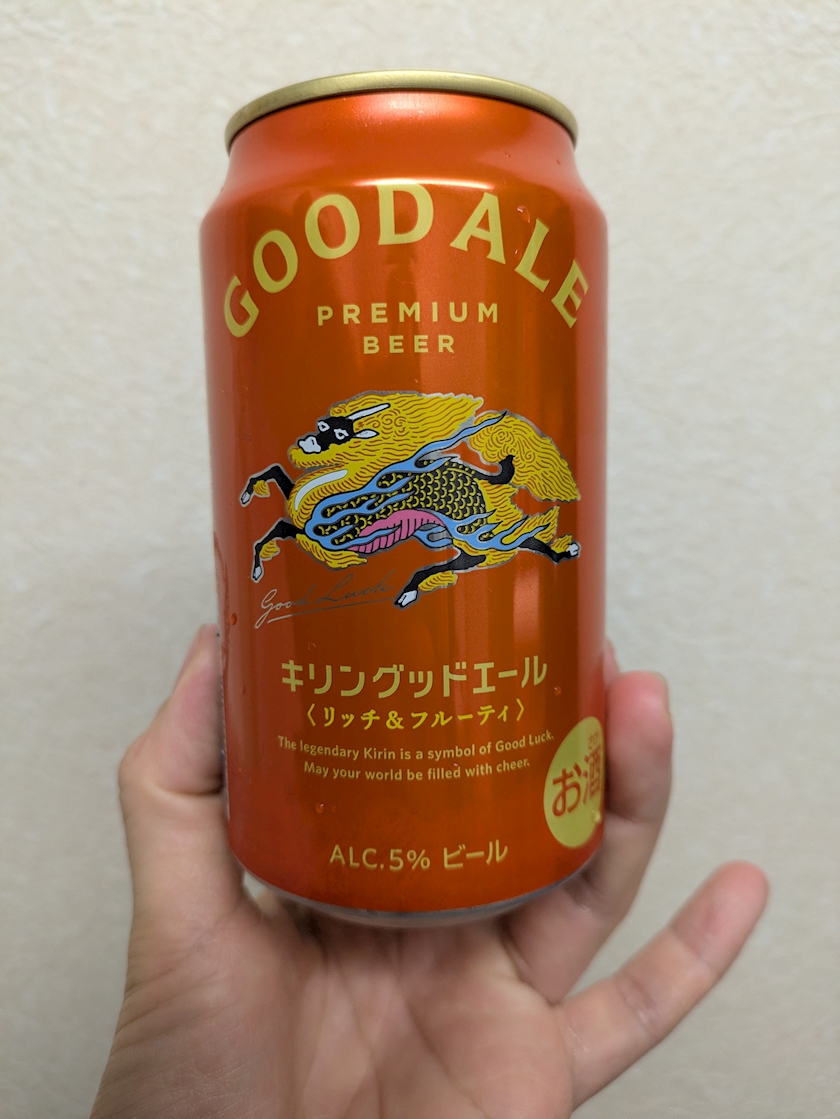 GOOD ALE
PREMIUM
BEER
Good Luck
キリングッドエール
〈リッチ&フルーティ〉
The legendary Kirin is a symbol of Good Luck.
May your world be filled with cheer.
お酒
ALC.5% ビール